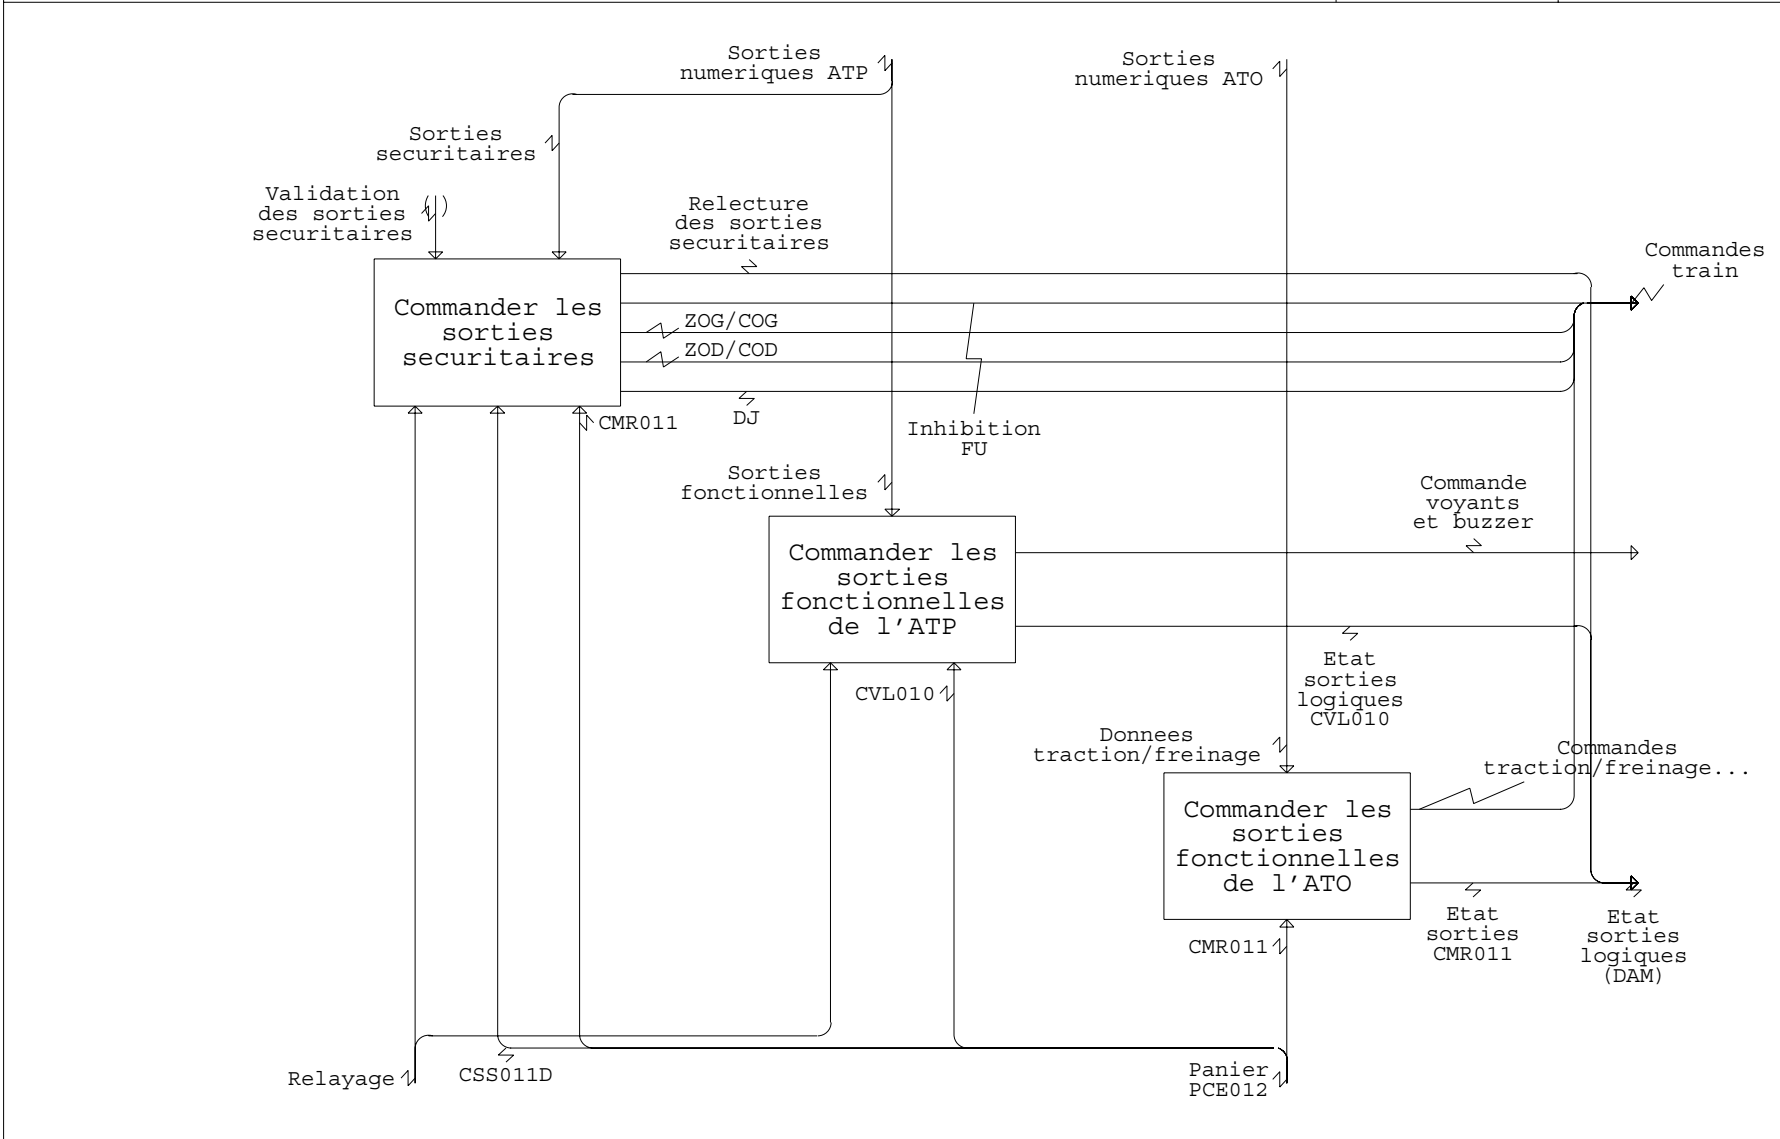 Sorties
numeriques ATP
Sorties
numeriques ATO
Sorties
securitaires
Validation
des sorties
securitaires
( )
Relecture
des sorties
securitaires
Commandes
train
Commander les
sorties
securitaires
ZOG/COG
ZOD/COD
DJ
CMR011
Inhibition
FU
Sorties
fonctionnelles
Commande
voyants
et buzzer
Commander les
sorties
fonctionnelles
de l'ATP
Etat
sorties
logiques
CVL010
CVL010
Donnees
traction/freinage
Commandes
traction/freinage...
Commander les
sorties
fonctionnelles
de l'ATO
CMR011
Etat
sorties
CMR011
Etat
sorties
logiques
(DAM)
Relayage
CSS011D
Panier
PCE012